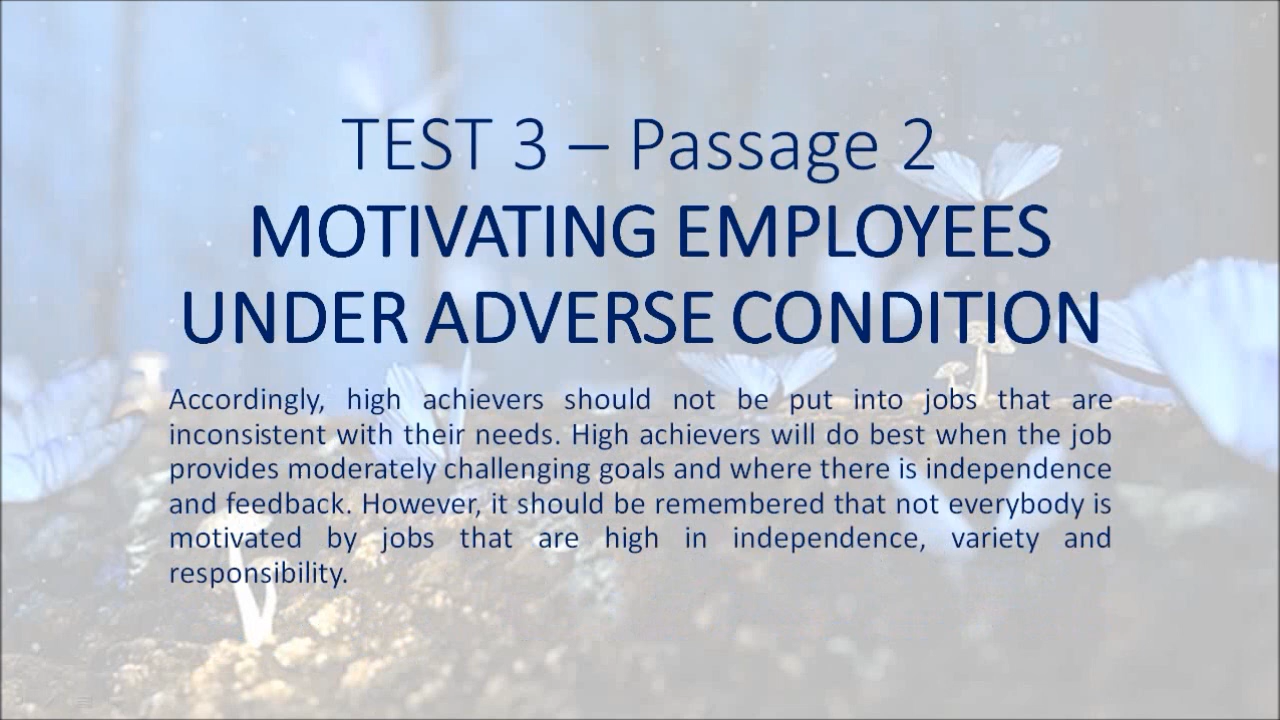 TEST 3 – Passage 2
MOTIVATING EMPLOYEES
UNDER ADVERSE CONDITION
Accordingly, high achievers should not be put into jobs that are
inconsistent with their needs. High achievers will do best when the job
provides moderately challenging goals and where there is independence
and feedback. However, it should be remembered that not everybody is
motivated by jobs that are high in independence, variety and
responsibility.